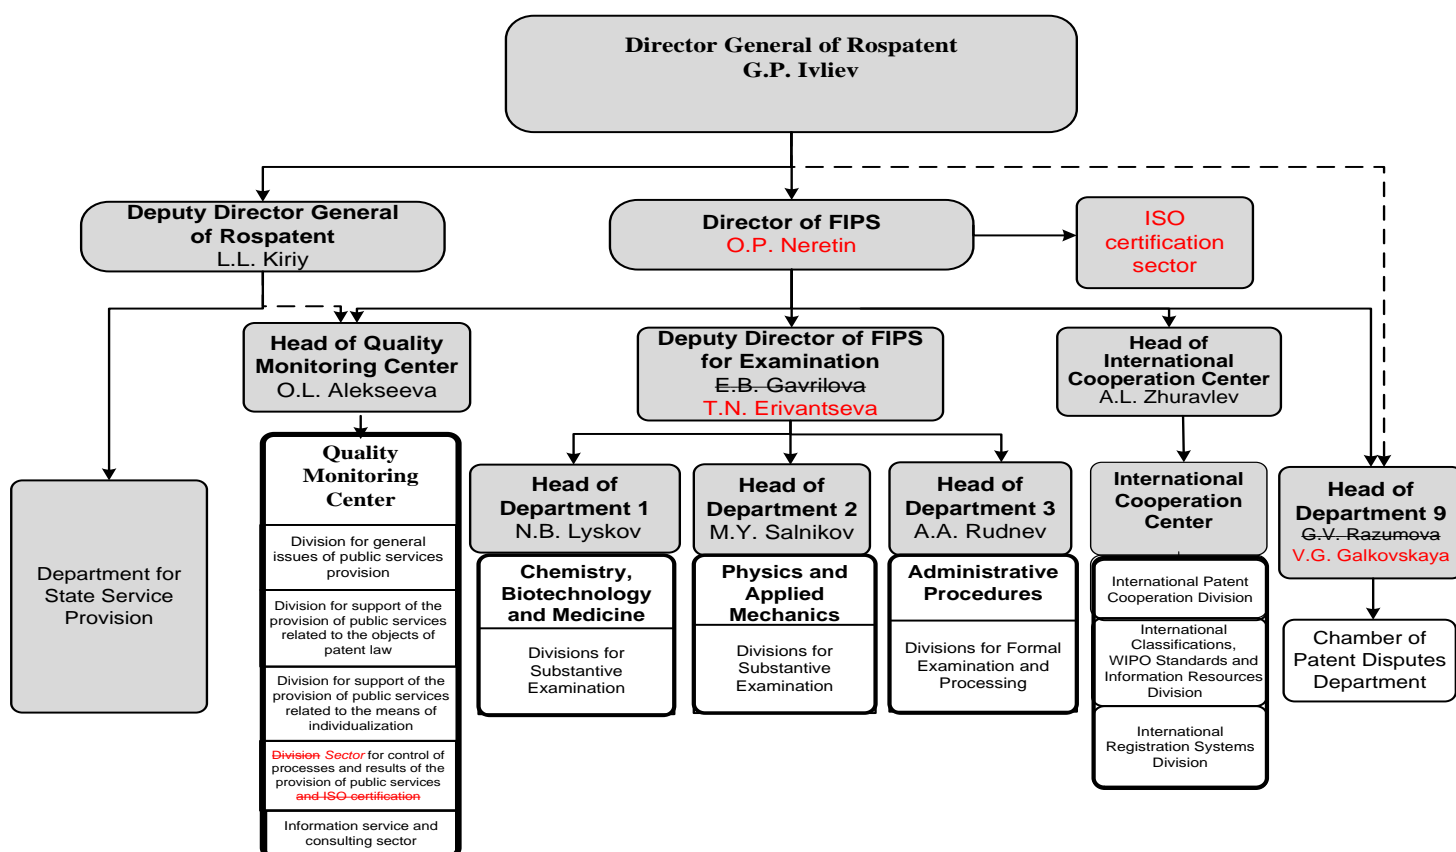 Director General of Rospatent
G.P. Ivliev
Deputy Director General
of Rospatent
L.L. Kiriy
Director of FIPS
O.P. Neretin
ISO
certification
sector
Head of Quality
Monitoring Center
O.L. Alekseeva
Deputy Director of FIPS
for Examination
E.B. Gavrilova
T.N. Erivantseva
Head of
International
Cooperation Center
A.L. Zhuravlev
Department for
State Service
Provision
Quality
Monitoring
Center
Division for general
issues of public services
provision
Division for support of the
provision of public services
related to the objects of
patent law
Division for support of the
provision of public services
related to the means of
individualization
Division Sector for control of
processes and results of the
provision of public services
and ISO certification
Information service and
consulting sector
Head of
Department 1
N.B. Lyskov
Chemistry,
Biotechnology
and Medicine
Divisions for
Substantive
Examination
Head of
Department 2
M.Y. Salnikov
Physics and
Applied
Mechanics
Divisions for
Substantive
Examination
Head of
Department 3
A.A. Rudnev
Administrative
Procedures
Divisions for Formal
Examination and
Processing
International
Cooperation
Center
International Patent
Cooperation Division
International
Classifications,
WIPO Standards and
Information Resources
Division
International
Registration Systems
Division
Head of
Department 9
G.V. Razumova
V.G. Galkovskaya
Chamber of
Patent Disputes
Department